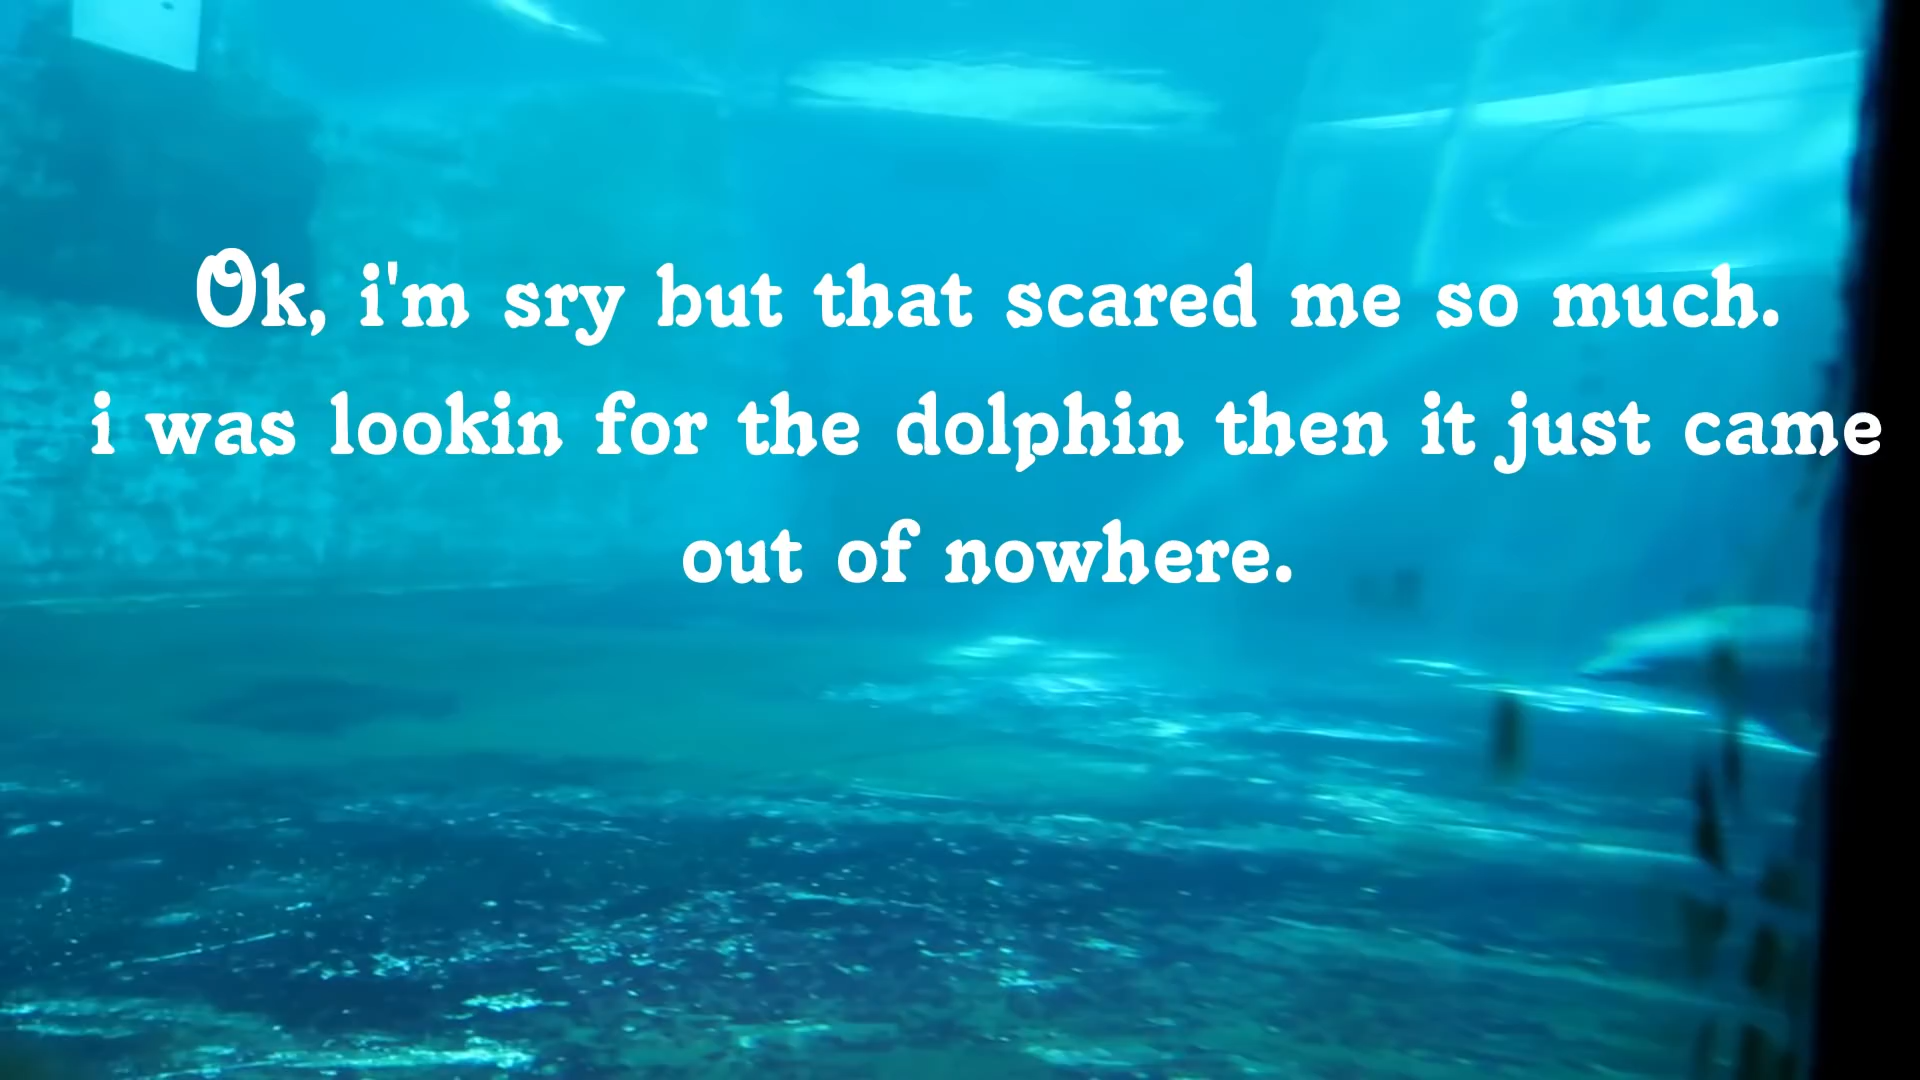 Ok, i'm sry but that scared me so much.
i was lookin for the dolphin then it just came
out of nowhere.